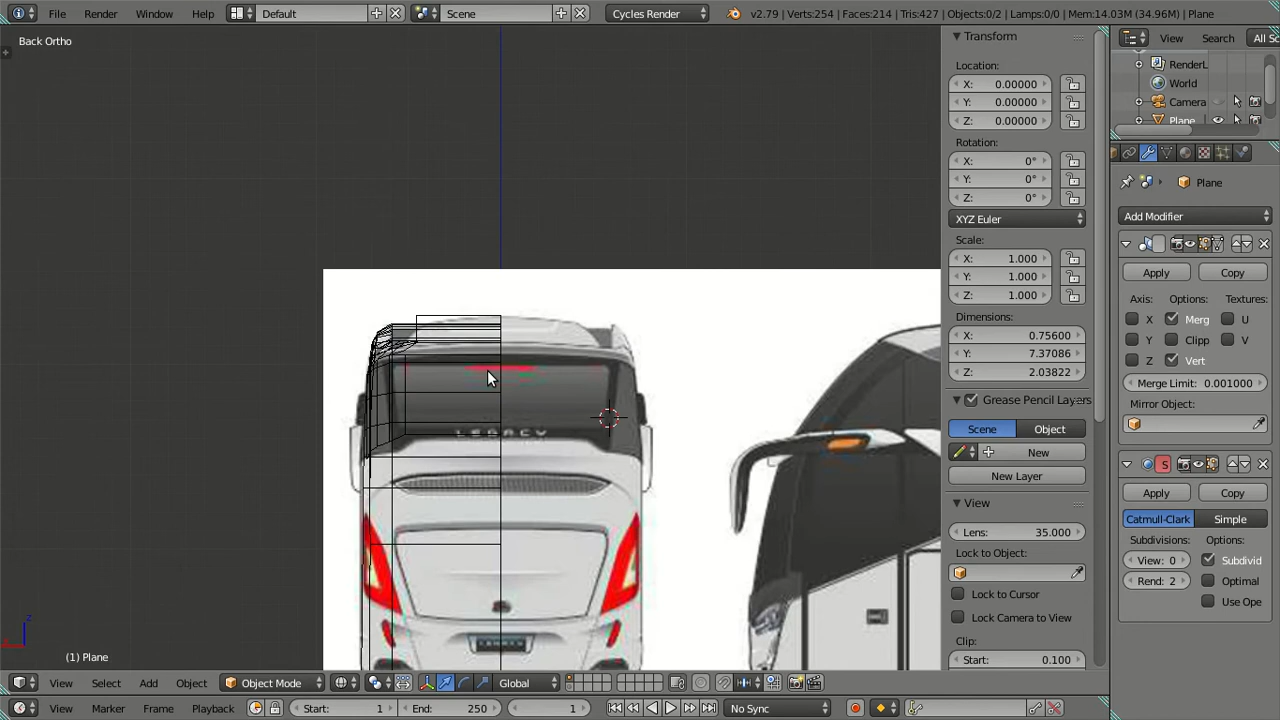 File Render Window Help Default Scene Cycles Render v2.79 | Verts:254 | Faces:214 | Tris:427 | Objects:0/2 | Lamps:0/0 | Mem:14.03M (34.96M) | Plane
Back Ortho
Transform
Location:
X: 0.00000
Y: 0.00000
Z: 0.00000
Rotation:
X: 0°
Y: 0°
Z: 0°
XYZ Euler
Scale:
X: 1.000
Y: 1.000
Z: 1.000
Dimensions:
X: 0.75600
Y: 7.37086
Z: 2.03822
Grease Pencil Layers
Scene Object
New
New Layer
View
Lens: 35.000
Lock to Object:
Lock to Cursor
Lock Camera to View
Clip:
Start: 0.100
View Search All Sc
RenderL
World
Camera
Plane
Plane
Add Modifier
Apply Copy
Axis: Options: Textures:
X Merg U
Y Clipp V
Z Vert
Merge Limit: 0.001000
Mirror Object:
S
Apply Copy
Catmull-Clark Simple
Subdivisions: Options:
View: 0 Subdivid
Rend: 2 Optimal
Use Ope
LEGACY
LEGACY
z
(1) Plane
View Select Add Object Object Mode Global
View Marker Frame Playback Start: 1 End: 250 1 No Sync